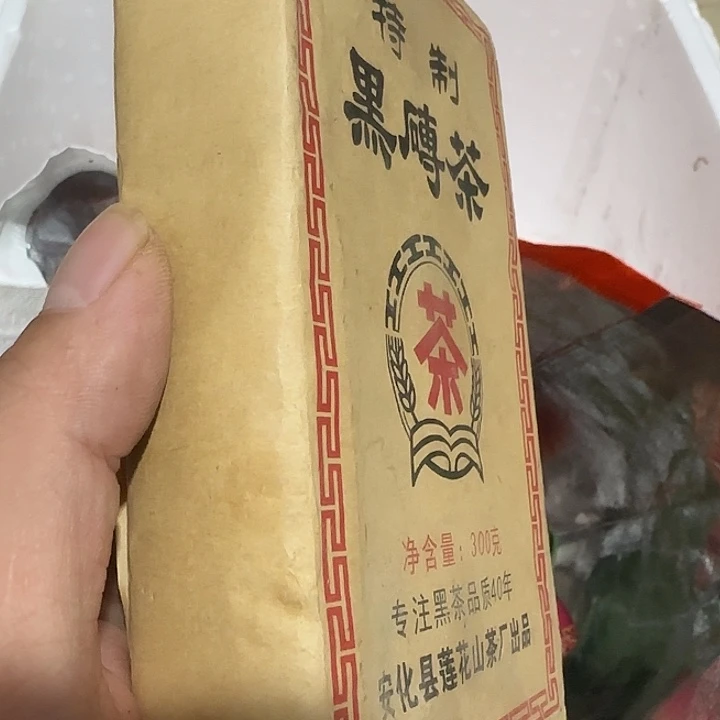 特制
黑磚茶
茶
净含量：300克
专注黑茶品质40年
安化县莲花山茶厂出品